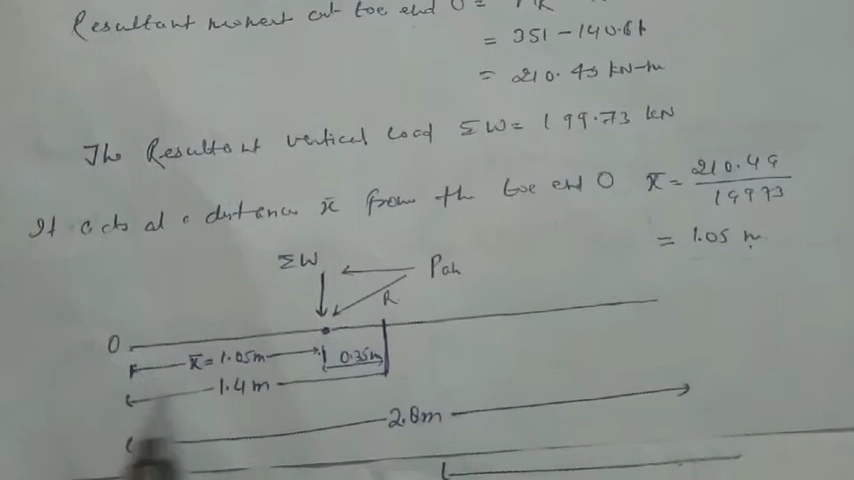 Resultant moment at toe end O =
= 351 - 140.61
= 210.49 KN-m
The Resultant vertical Load ΣW = 199.73 KN
It acts at a distance x̄ from the toe end O x̄ = 210.49 / 199.73
= 1.05 m
ΣW Pah
R
O
x̄ = 1.05m 0.35m
1.4 m
2.8m